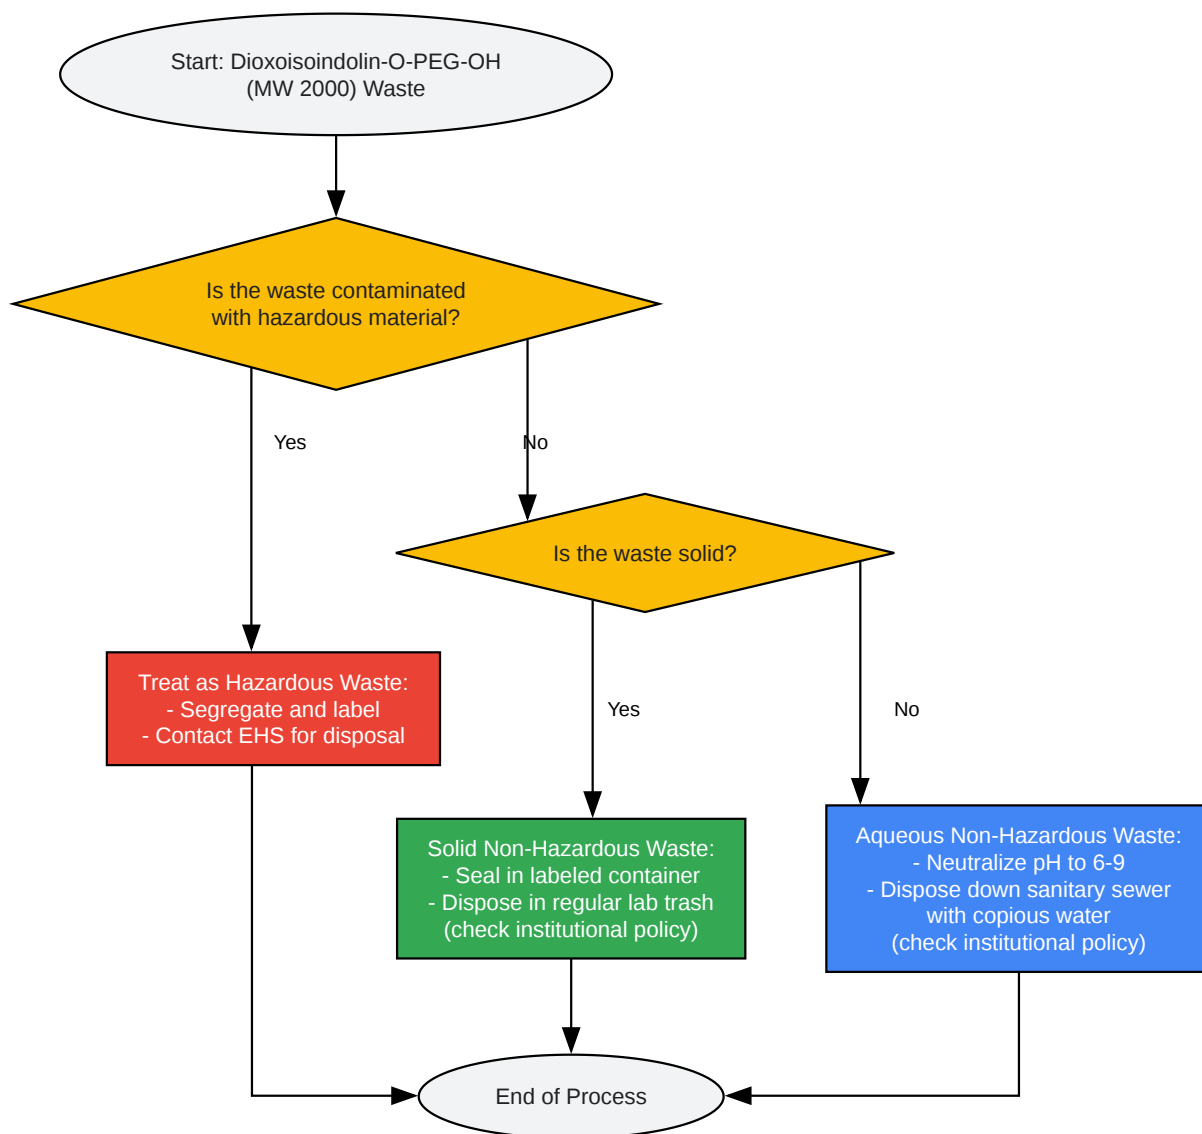 Start: Dioxoisoindolin-O-PEG-OH
(MW 2000) Waste
Is the waste contaminated
with hazardous material?
Yes
No
Is the waste solid?
Treat as Hazardous Waste:
- Segregate and label
- Contact EHS for disposal
Yes
No
Solid Non-Hazardous Waste:
- Seal in labeled container
- Dispose in regular lab trash
(check institutional policy)
Aqueous Non-Hazardous Waste:
- Neutralize pH to 6-9
- Dispose down sanitary sewer
with copious water
(check institutional policy)
End of Process